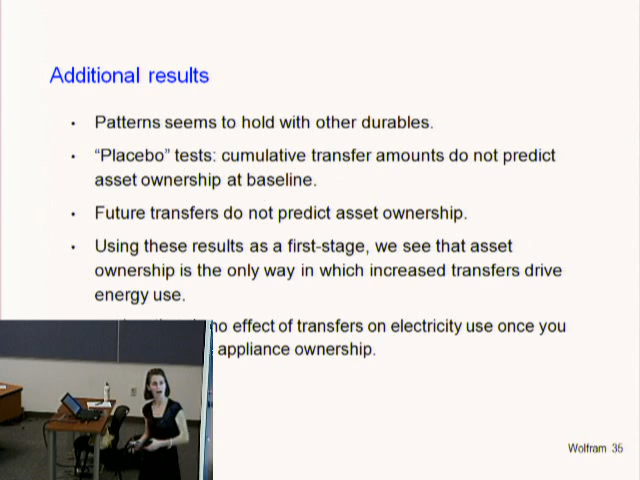 Additional results
• Patterns seems to hold with other durables.
• “Placebo” tests: cumulative transfer amounts do not predict
asset ownership at baseline.
• Future transfers do not predict asset ownership.
• Using these results as a first-stage, we see that asset
ownership is the only way in which increased transfers drive
energy use.
no effect of transfers on electricity use once you
appliance ownership.
Wolfram 35